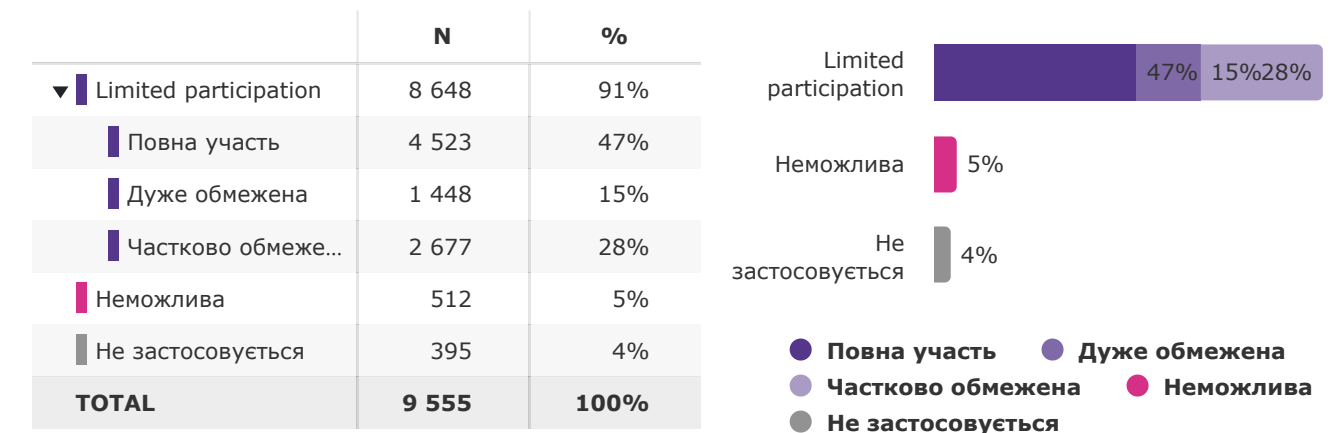 N %
Limited participation 8 648 91%
Повна участь 4 523 47%
Дуже обмежена 1 448 15%
Частково обмеже… 2 677 28%
Неможлива 512 5%
Не застосовується 395 4%
TOTAL 9 555 100%
Limited
participation
47% 15%28%
Неможлива 5%
Не
застосовується
4%
Повна участь Дуже обмежена
Частково обмежена Неможлива
Не застосовується